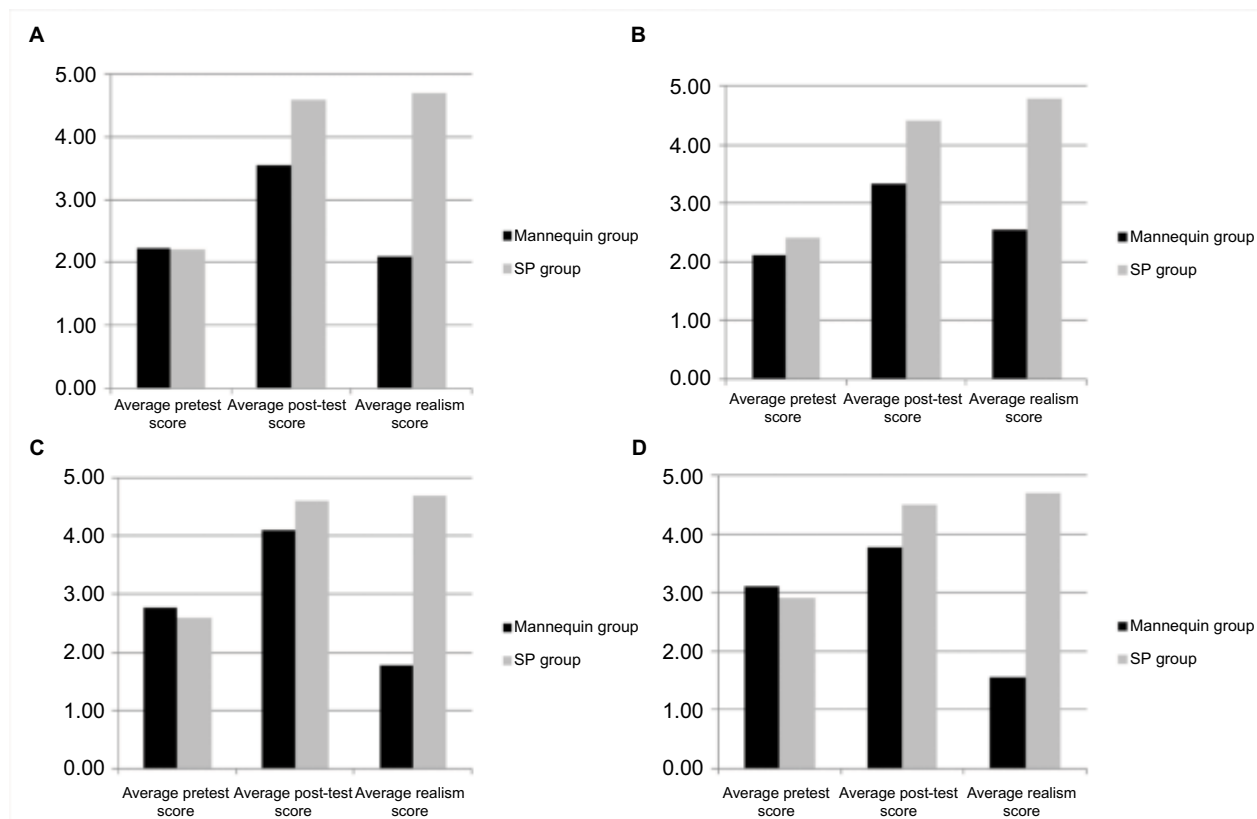 A
5.00
4.00
3.00
2.00
1.00
0.00
Average pretest
score
Average post-test
score
Average realism
score
Mannequin group
SP group
B
5.00
4.00
3.00
2.00
1.00
0.00
Average pretest
score
Average post-test
score
Average realism
score
Mannequin group
SP group
C
5.00
4.00
3.00
2.00
1.00
0.00
Average pretest
score
Average post-test
score
Average realism
score
Mannequin group
SP group
D
5.00
4.00
3.00
2.00
1.00
0.00
Average pretest
score
Average post-test
score
Average realism
score
Mannequin group
SP group